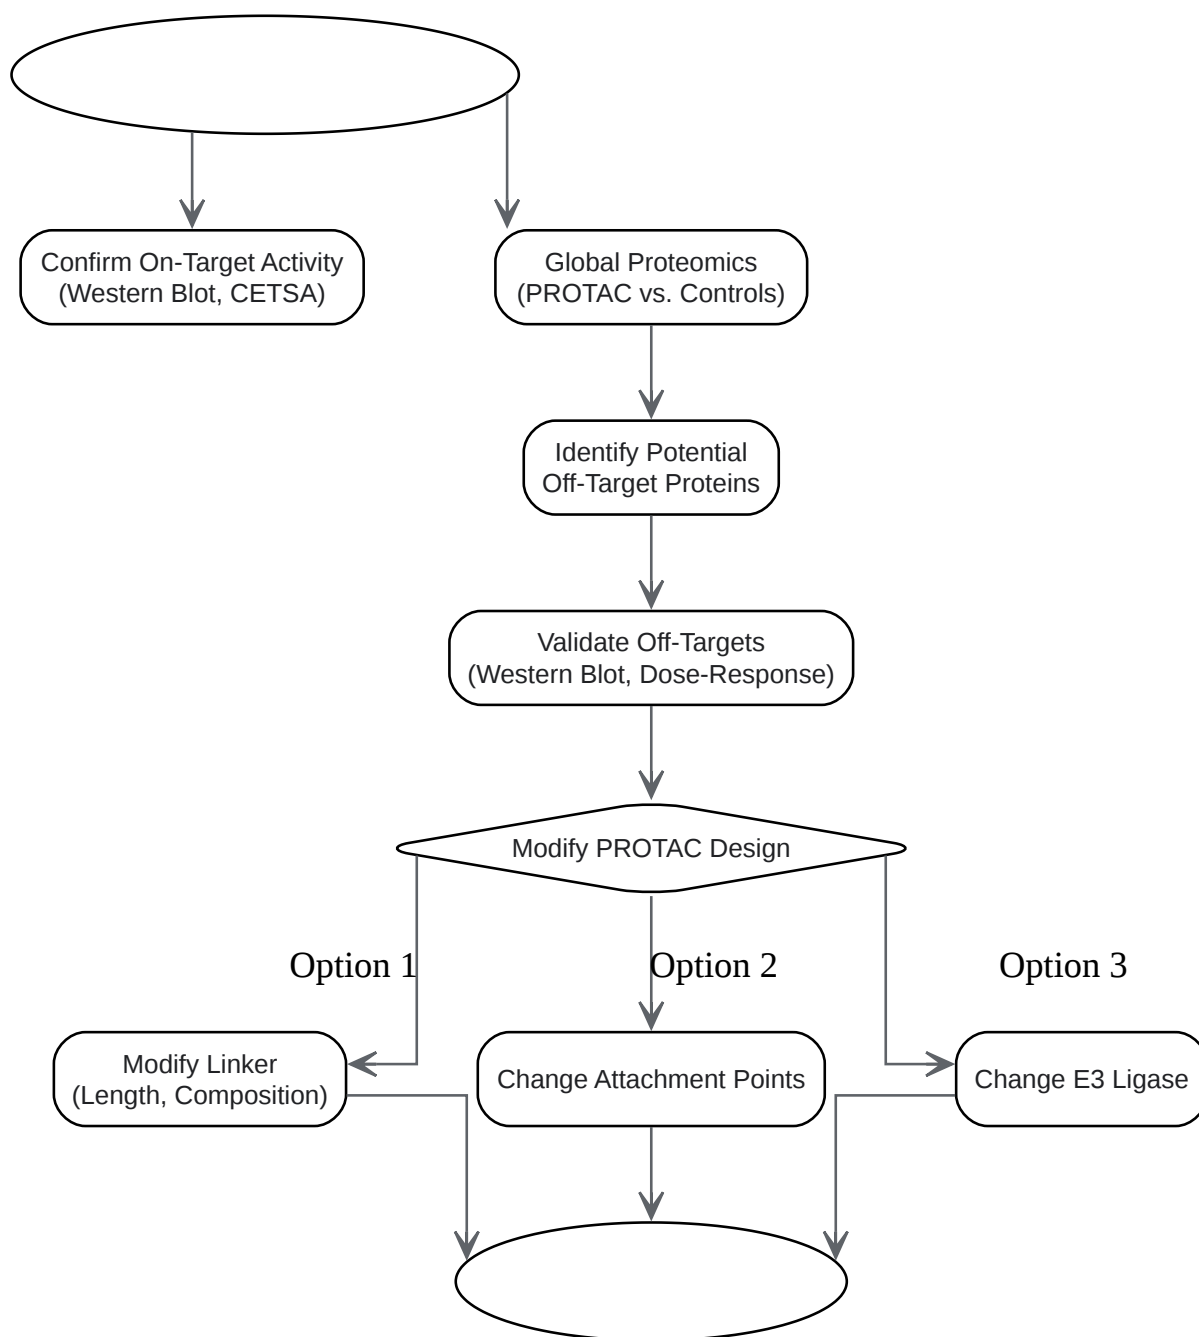 Confirm On-Target Activity
(Western Blot, CETSA)
Global Proteomics
(PROTAC vs. Controls)
Identify Potential
Off-Target Proteins
Validate Off-Targets
(Western Blot, Dose-Response)
Modify PROTAC Design
Option 1
Option 2
Option 3
Modify Linker
(Length, Composition)
Change Attachment Points
Change E3 Ligase